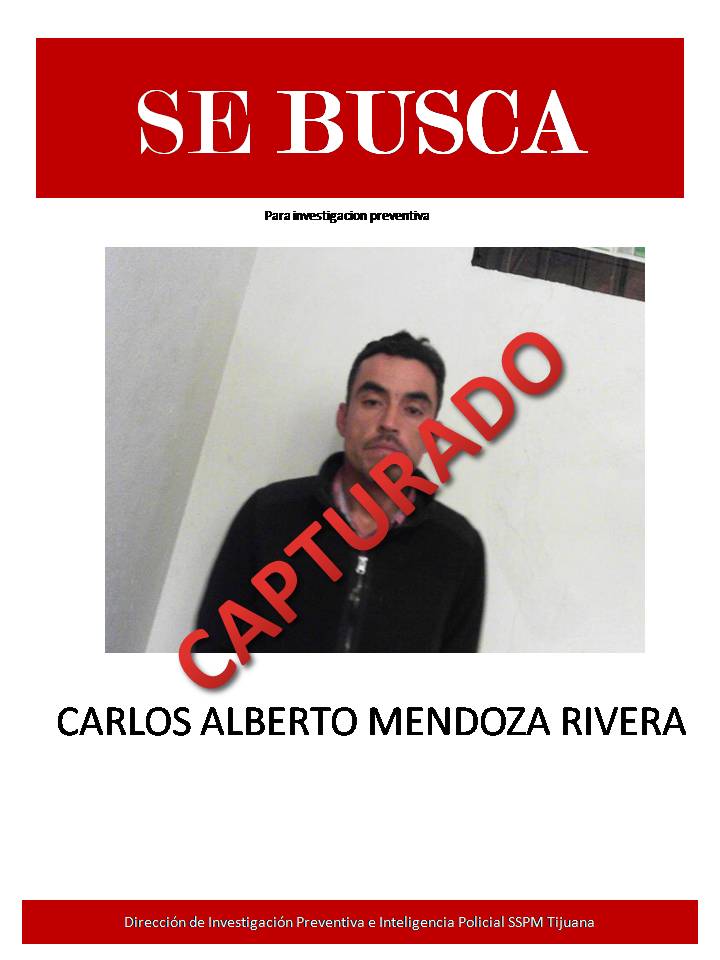 SE BUSCA
Para investigacion preventiva
CAPTURADO
CARLOS ALBERTO MENDOZA RIVERA
Dirección de Investigación Preventiva e Inteligencia Policial SSPM Tijuana